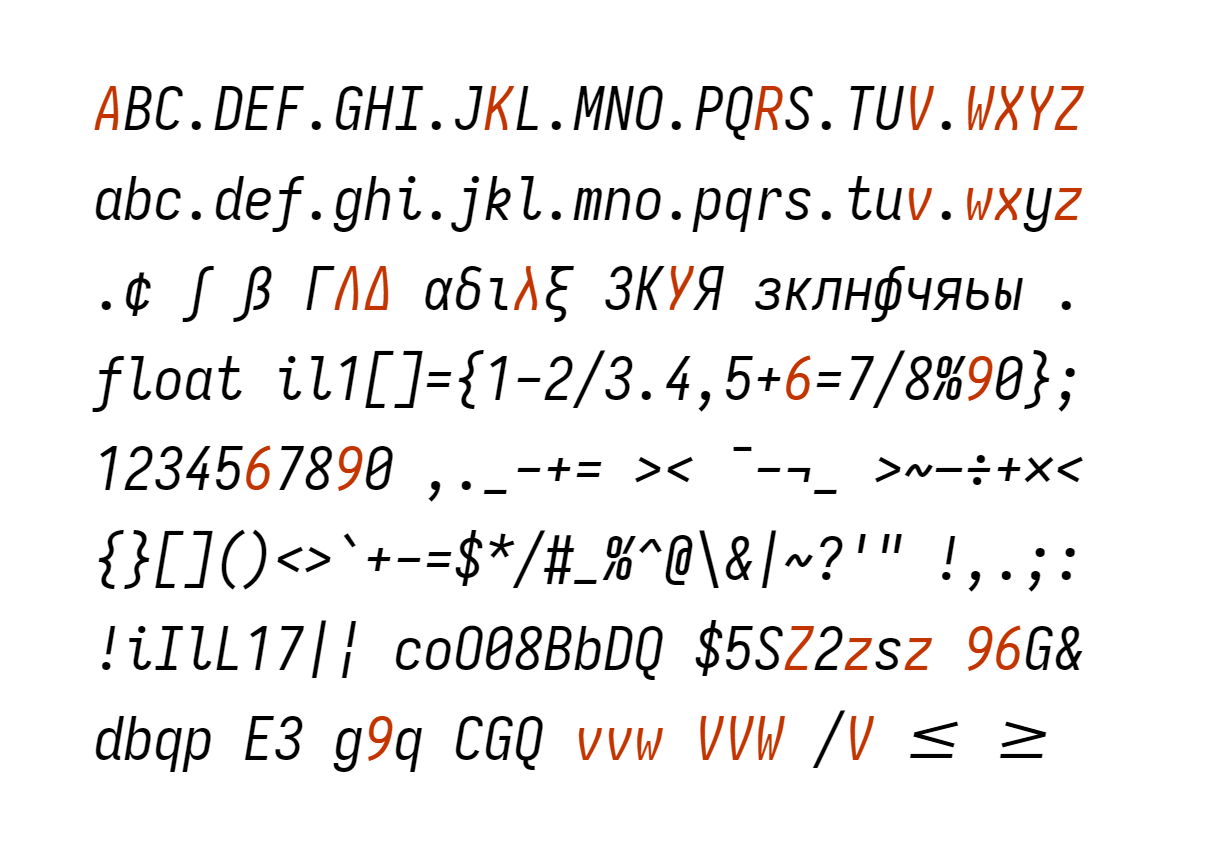 ABC.DEF.GHI.JKL.MNO.PQRS.TUV.WXYZ
abc.def.ghi.jkl.mno.pqrs.tuv.wxyz
.¢ ∫ ß ΓΛΔ αδιλξ ЗКУЯ зклнфчяьы .
float il1[]={1-2/3.4,5+6=7/8%90};
1234567890 ,._-+= >< ¯-¬_ >~–÷+×<
{}[]()<>`+-=$*/#_%^@\&|~?'" !,.;:
!iIlL17|¦ coO08BbDQ $5SZ2zsz 96G&
dbqp E3 g9q CGQ vvw VVW /V ≤ ≥